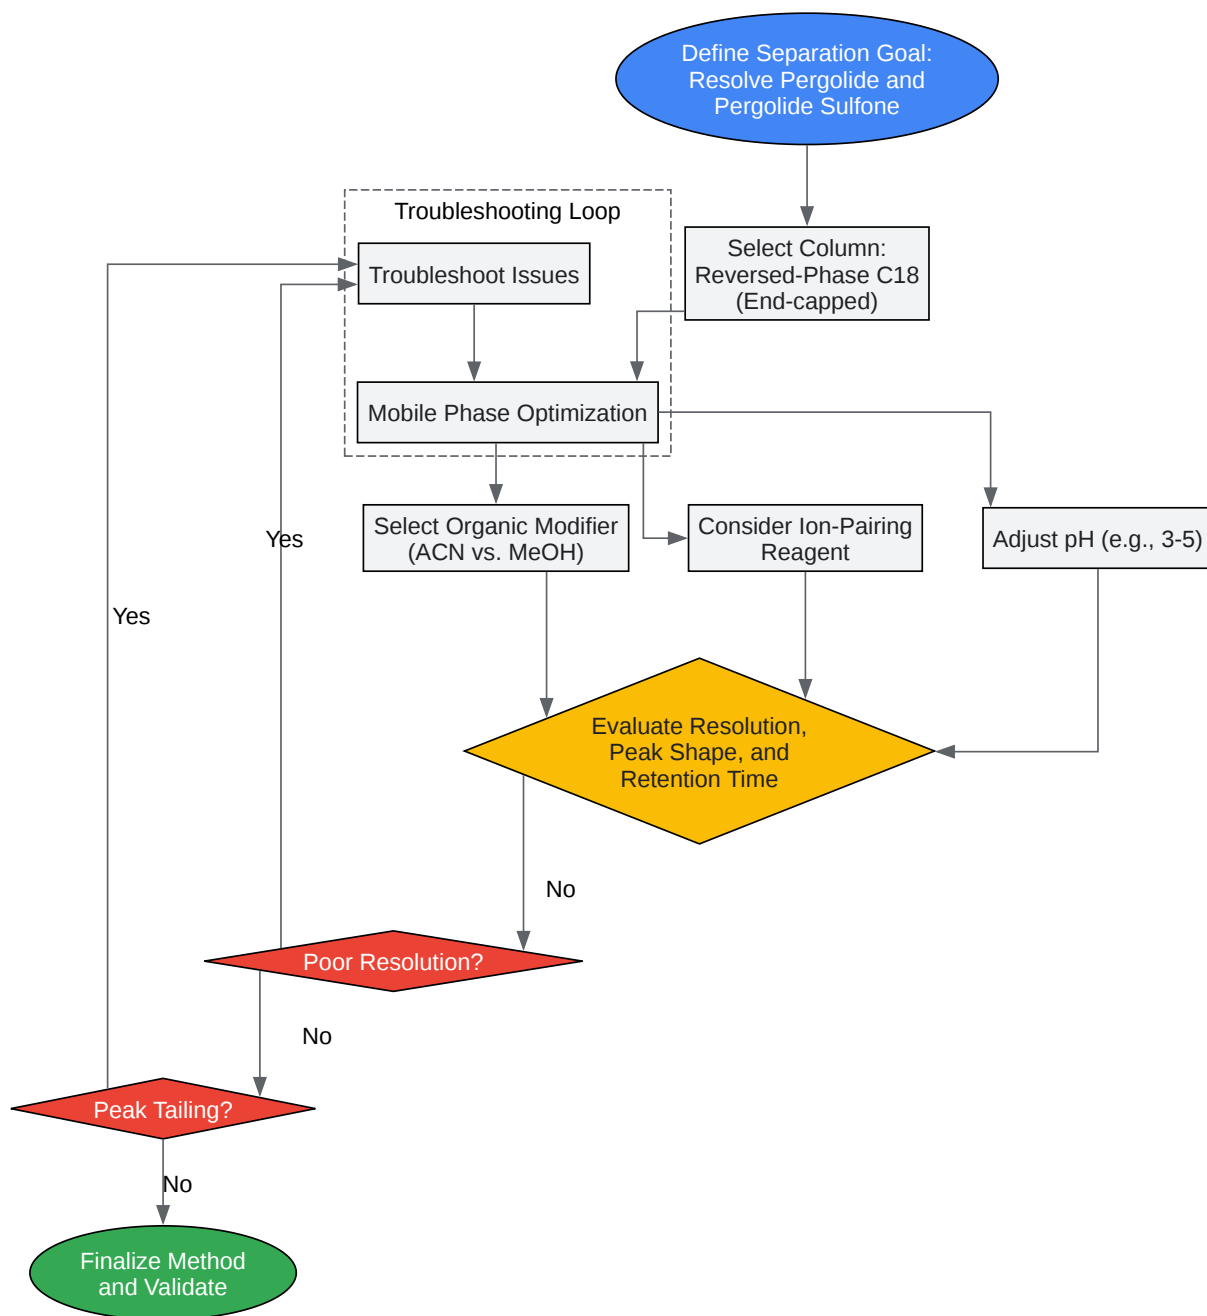 Define Separation Goal:
Resolve Pergolide and
Pergolide Sulfone
Troubleshooting Loop
Troubleshoot Issues
Select Column:
Reversed-Phase C18
(End-capped)
Mobile Phase Optimization
Select Organic Modifier
(ACN vs. MeOH)
Consider Ion-Pairing
Reagent
Adjust pH (e.g., 3-5)
Yes
Yes
Evaluate Resolution,
Peak Shape, and
Retention Time
No
Poor Resolution?
No
Peak Tailing?
No
Finalize Method
and Validate